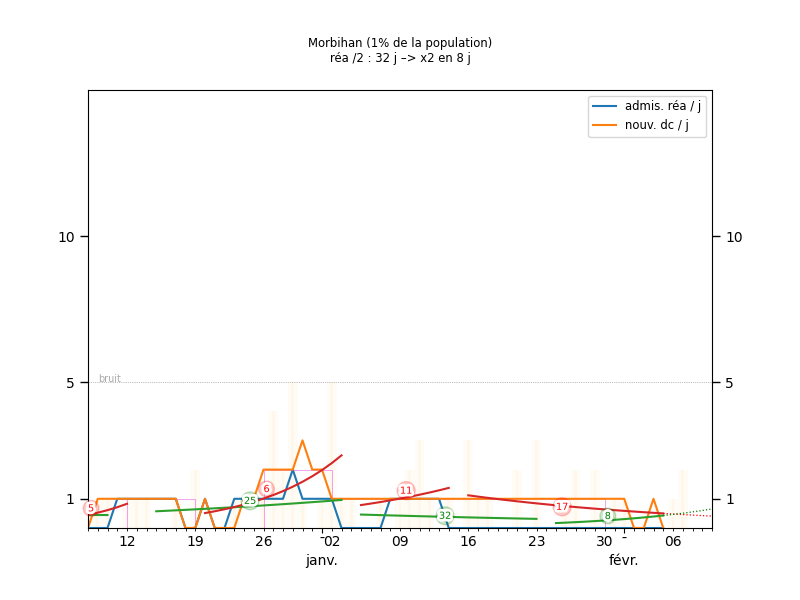 Morbihan (1% de la population)
réa /2 : 32 j –> x2 en 8 j
admis. réa / j
nouv. dc / j
10 10
bruit
5 5
1 1
5 25 6 11 32 17 8
12 19 26 02 09 16 23 30 06
janv. févr.